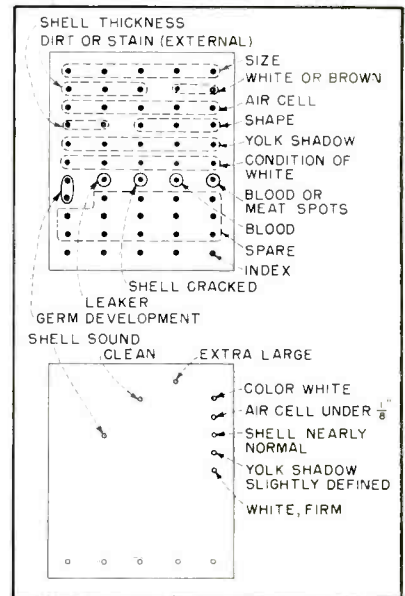 SHELL THICKNESS
DIRT OR STAIN (EXTERNAL)
SIZE
WHITE OR BROWN
AIR CELL
SHAPE
YOLK SHADOW
CONDITION OF
WHITE
BLOOD OR
MEAT SPOTS
BLOOD
SPARE
INDEX
SHELL CRACKED
LEAKER
GERM DEVELOPMENT
SHELL SOUND
CLEAN
EXTRA LARGE
COLOR WHITE
AIR CELL UNDER 1/8"
SHELL NEARLY
NORMAL
YOLK SHADOW
SLIGHTLY DEFINED
WHITE, FIRM